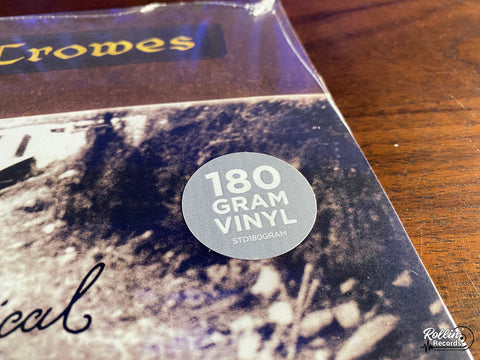 Crowes
180
GRAM
VINYL
STD180GRAM
ical
Rollin'
Records